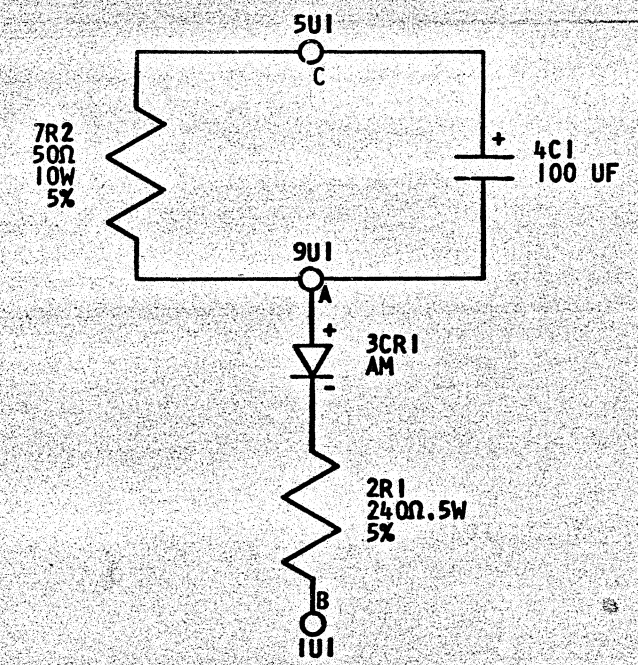 5U1
C
7R2
50Ω
10W
5%
+
4C1
100 UF
9U1
A
+
3CR1
AM
-
2R1
240Ω.5W
5%
B
1U1